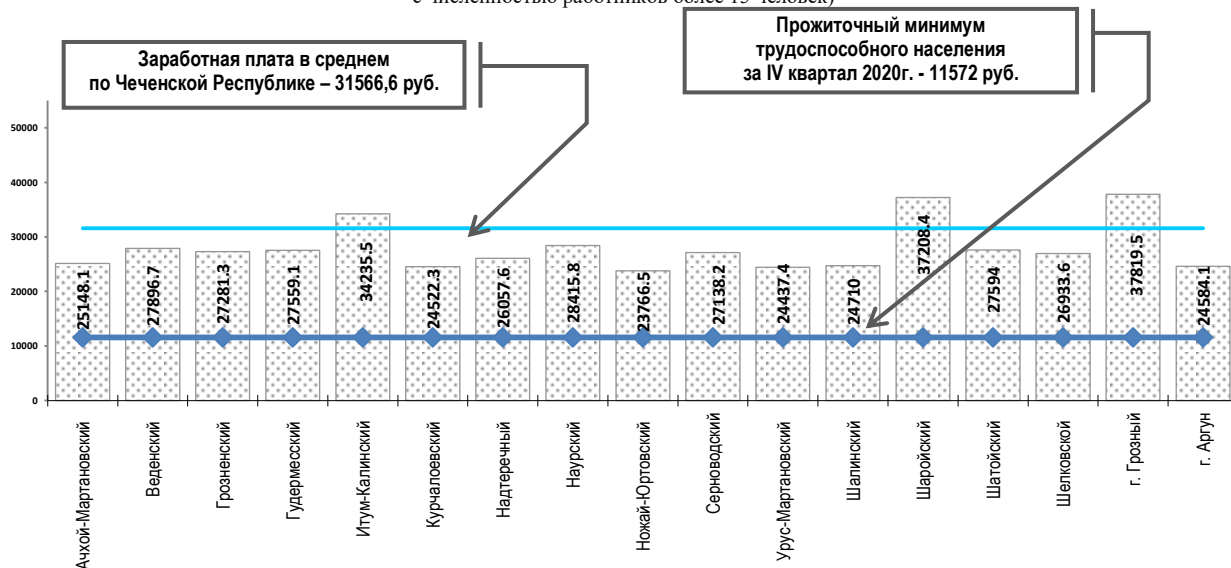 с численностью работников более 15 человек)
Заработная плата в среднем
по Чеченской Республике – 31566,6 руб.
Прожиточный минимум
трудоспособного населения
за IV квартал 2020г. - 11572 руб.
50000
40000
30000
20000
10000
0
25148.1
27896.7
27281.3
27559.1
34235.5
24522.3
26057.6
28415.8
23766.5
27138.2
24437.4
24710
37208.4
27594
26933.6
37819.5
24584.1
Ачхой-Мартановский
Веденский
Грозненский
Гудермесский
Итум-Калинский
Курчалоевский
Надтеречный
Наурский
Ножай-Юртовский
Серноводский
Урус-Мартановский
Шалинский
Шаройский
Шатойский
Шелковской
г. Грозный
г. Аргун